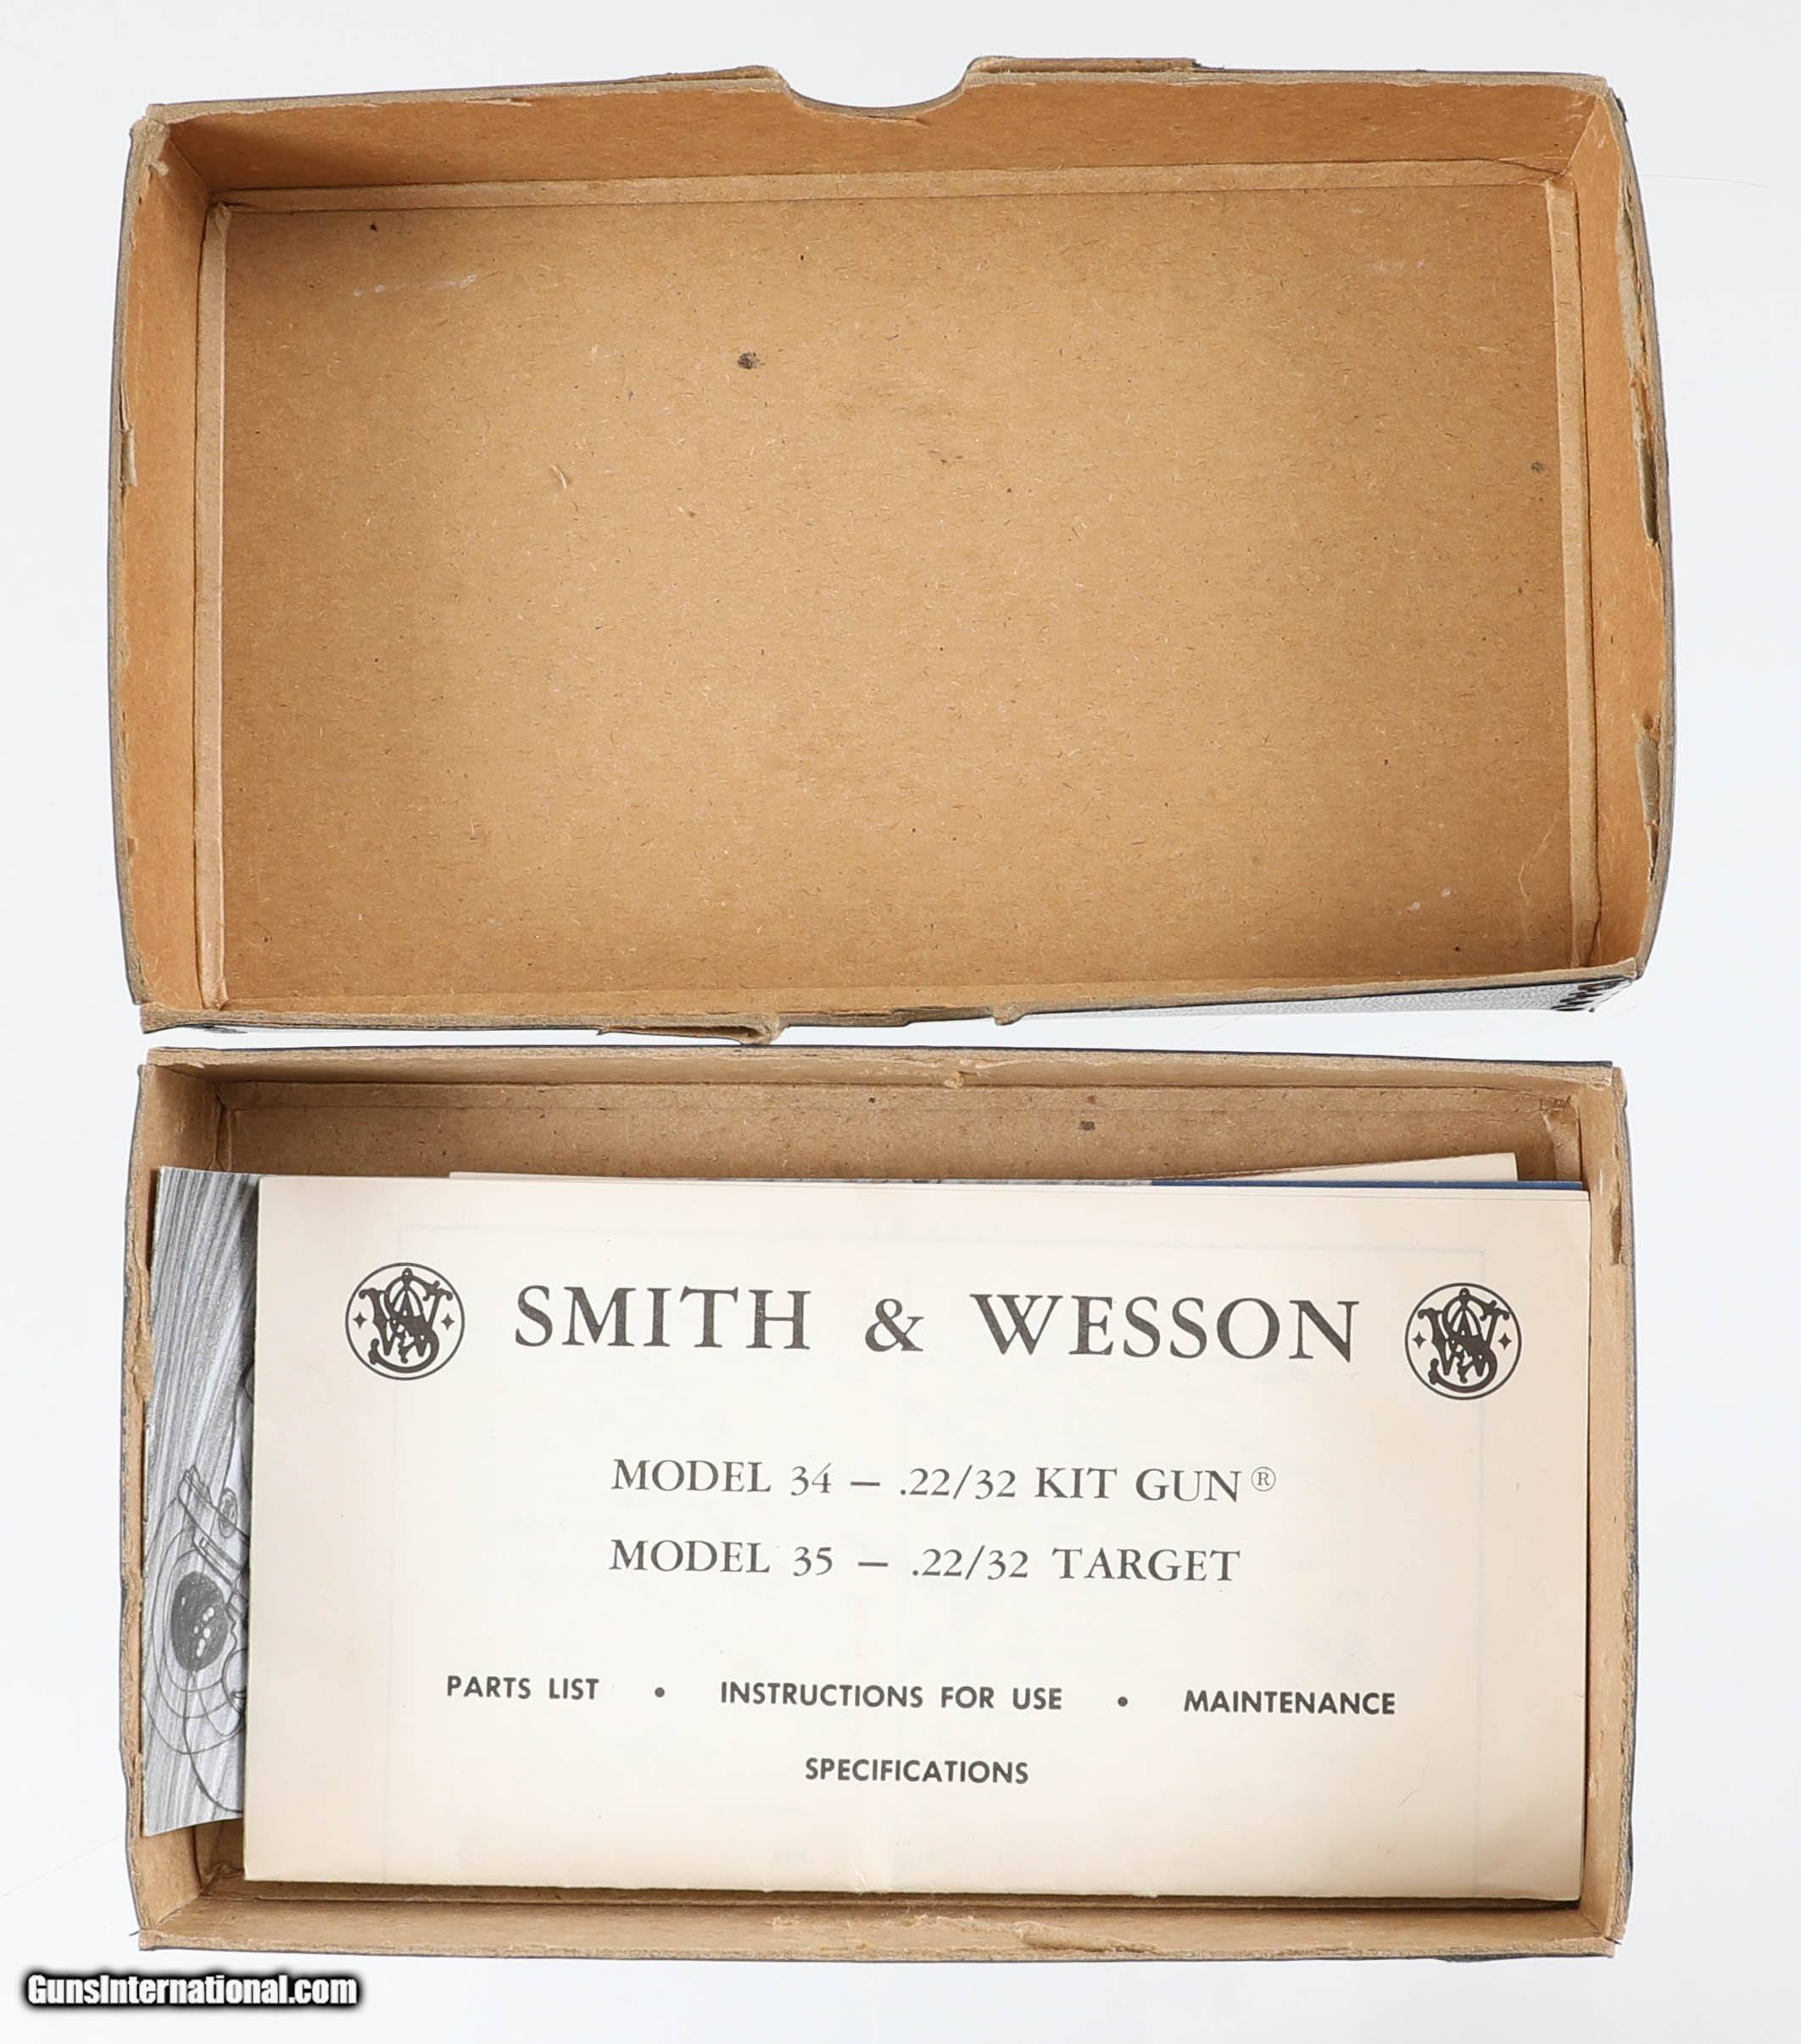 SMITH & WESSON
MODEL 34 — .22/32 KIT GUN ®
MODEL 35 — .22/32 TARGET
PARTS LIST • INSTRUCTIONS FOR USE • MAINTENANCE
SPECIFICATIONS
GunsInternational.com